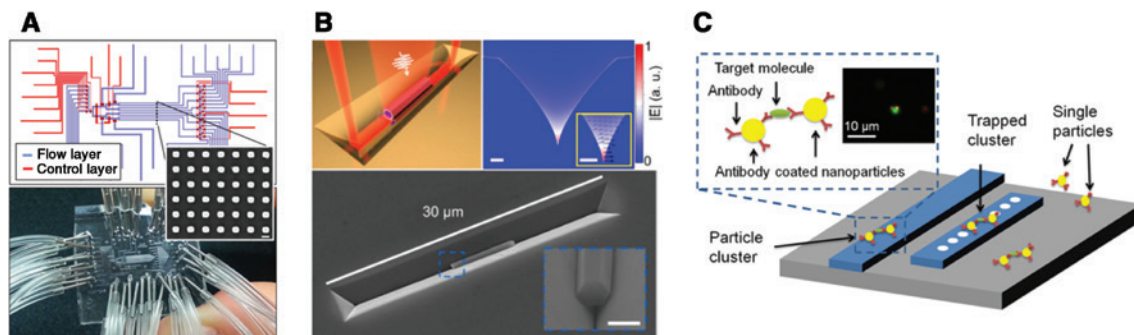 A
Flow layer
Control layer
B
1
|E| (a. u.)
0
30 μm
C
Target molecule
Antibody
10 μm
Antibody coated nanoparticles
Trapped
cluster
Single
particles
Particle
cluster